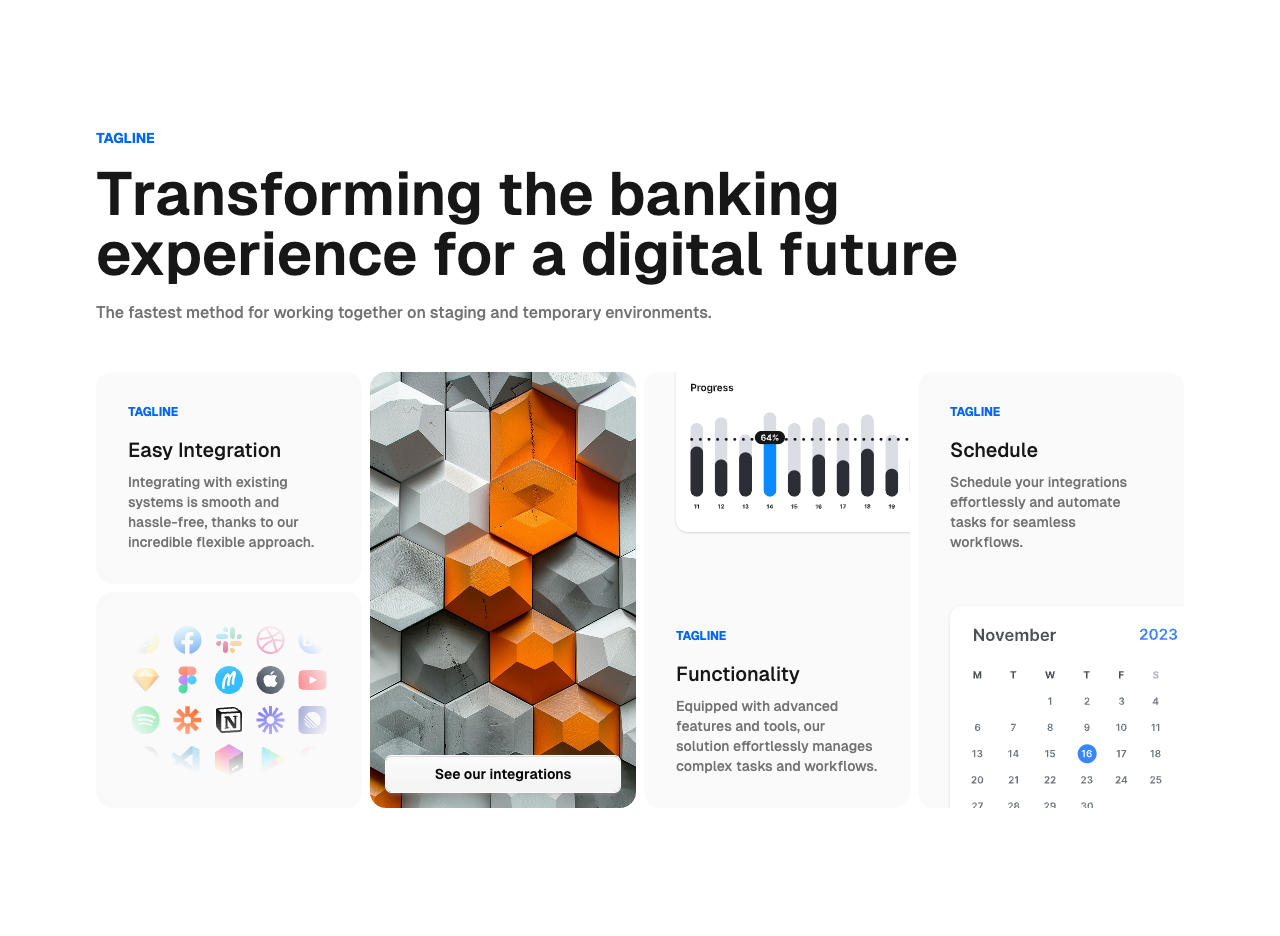 TAGLINE
Transforming the banking
experience for a digital future
The fastest method for working together on staging and temporary environments.
TAGLINE
Easy Integration
Integrating with existing
systems is smooth and
hassle-free, thanks to our
incredible flexible approach.
See our integrations
Progress
64%
11 12 13 14 15 16 17 18 19
TAGLINE
Functionality
Equipped with advanced
features and tools, our
solution effortlessly manages
complex tasks and workflows.
TAGLINE
Schedule
Schedule your integrations
effortlessly and automate
tasks for seamless
workflows.
November 2023
M T W T F S
1 2 3 4
6 7 8 9 10 11
13 14 15 16 17 18
20 21 22 23 24 25
27 28 29 30